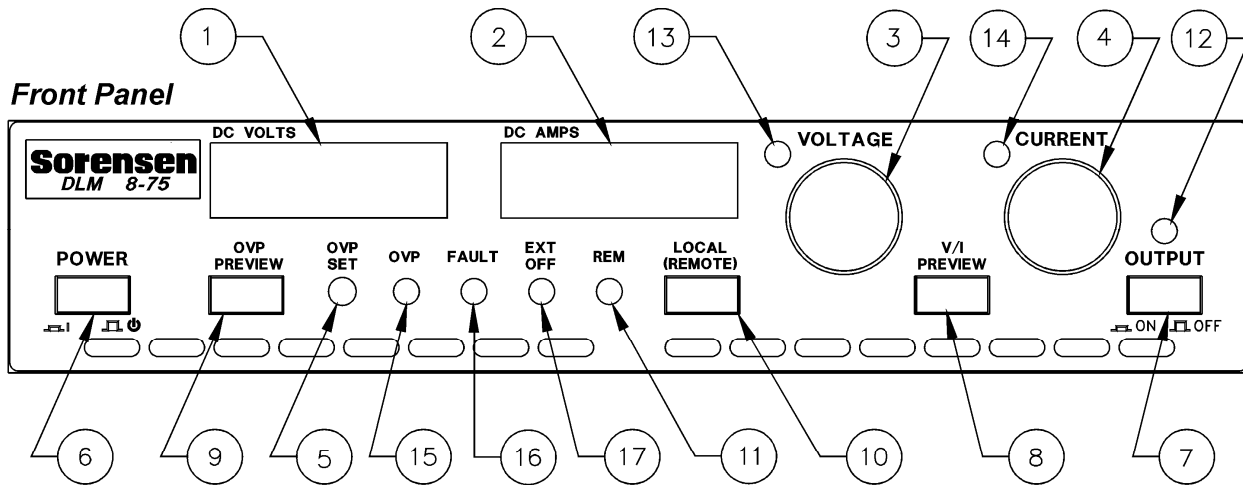 1
2
13
3
14
4
12
Front Panel
DC VOLTS
DC AMPS
VOLTAGE
CURRENT
Sorensen
DLM 8-75
POWER
OVP PREVIEW
OVP SET
OVP
FAULT
EXT OFF
REM
LOCAL (REMOTE)
V/I PREVIEW
OUTPUT
I
ON
OFF
6
9
5
15
16
17
11
10
8
7